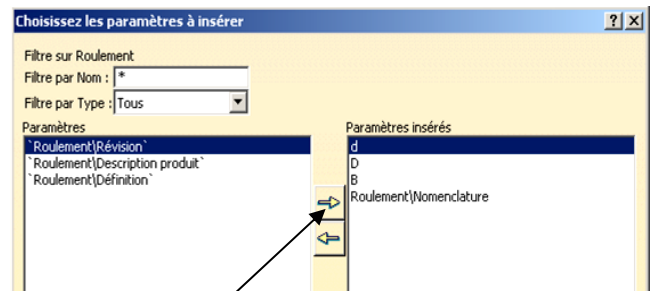 Choisissez les paramètres à insérer
Filtre sur Roulement
Filtre par Nom : *
Filtre par Type : Tous
Paramètres
`Roulement\Révision`
`Roulement\Description produit`
`Roulement\Définition`
Paramètres insérés
d
D
B
Roulement\Nomenclature